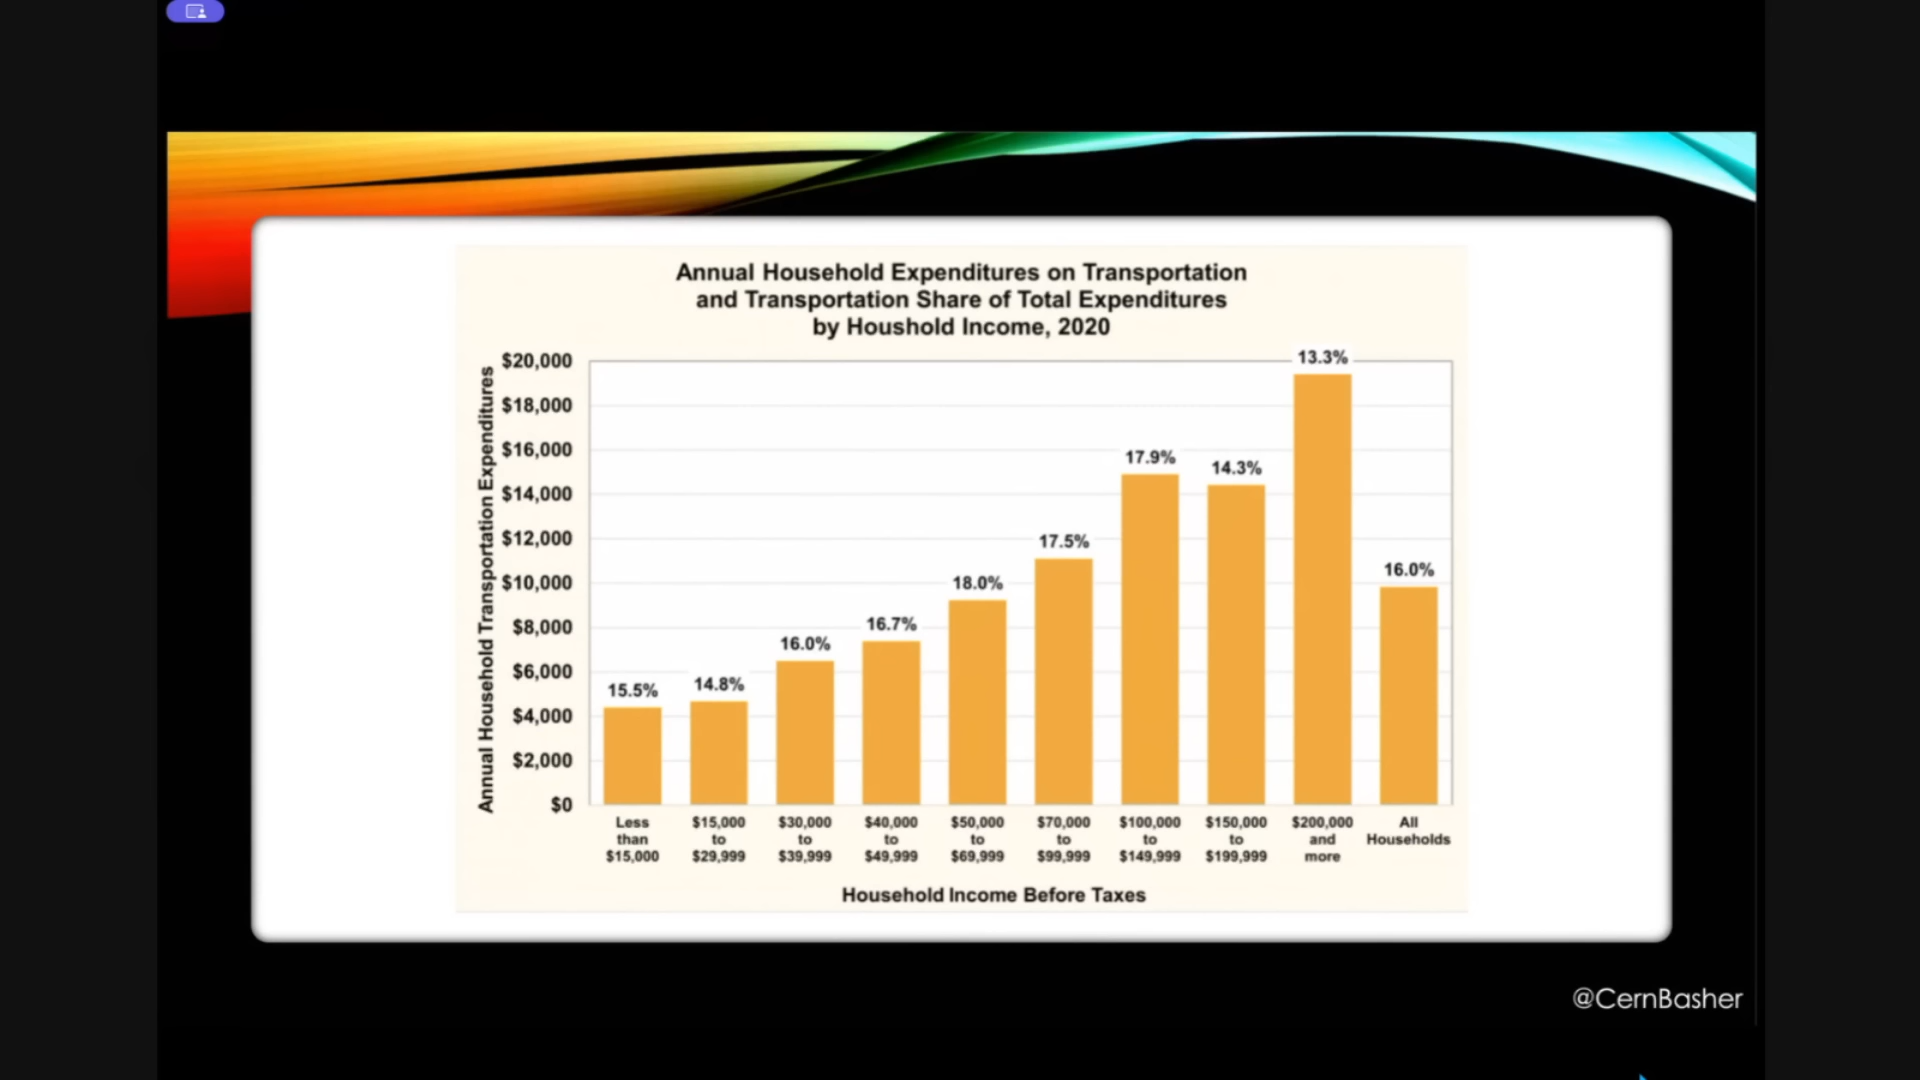 Annual Household Expenditures on Transportation
and Transportation Share of Total Expenditures
by Houshold Income, 2020
Annual Household Transportation Expenditures
$20,000
$18,000
$16,000
$14,000
$12,000
$10,000
$8,000
$6,000
$4,000
$2,000
$0
15.5%
14.8%
16.0%
16.7%
18.0%
17.5%
17.9%
14.3%
13.3%
16.0%
Less
than
$15,000
$15,000
to
$29,999
$30,000
to
$39,999
$40,000
to
$49,999
$50,000
to
$69,999
$70,000
to
$99,999
$100,000
to
$149,999
$150,000
to
$199,999
$200,000
and
more
All
Households
Household Income Before Taxes
@CernBasher